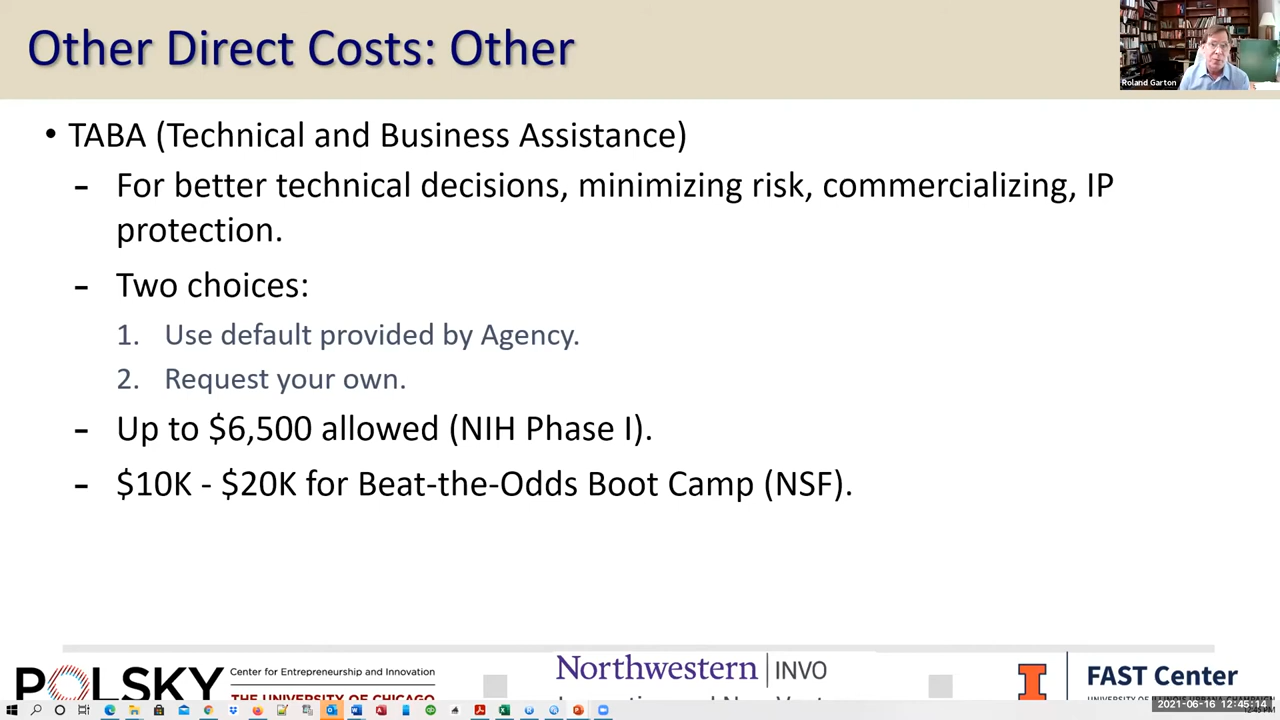 Other Direct Costs: Other
Roland Garton
• TABA (Technical and Business Assistance)
- For better technical decisions, minimizing risk, commercializing, IP
protection.
- Two choices:
1. Use default provided by Agency.
2. Request your own.
- Up to $6,500 allowed (NIH Phase I).
- $10K - $20K for Beat-the-Odds Boot Camp (NSF).
POLSKY
Center for Entrepreneurship and Innovation
THE UNIVERSITY OF CHICAGO
Northwestern | INVO
FAST Center
2021-06-16 12:45:14